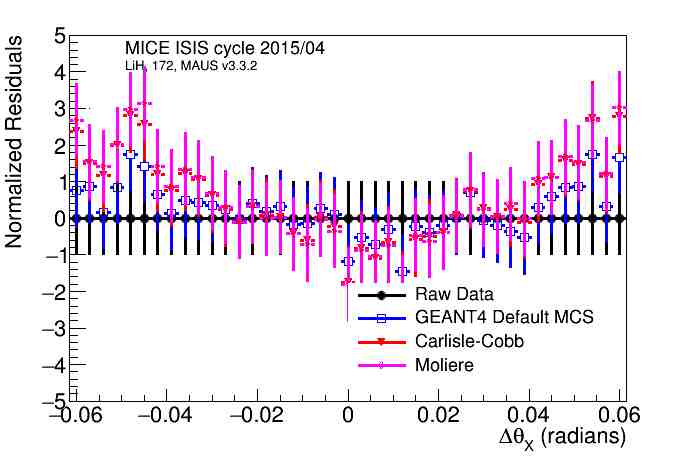 MICE ISIS cycle 2015/04
LiH, 172, MAUS v3.3.2
Normalized Residuals
5
4
3
2
1
0
−1
−2
−3
−4
−5
Raw Data
GEANT4 Default MCS
Carlisle-Cobb
Moliere
−0.06 −0.04 −0.02 0 0.02 0.04 0.06
Δθ_X (radians)